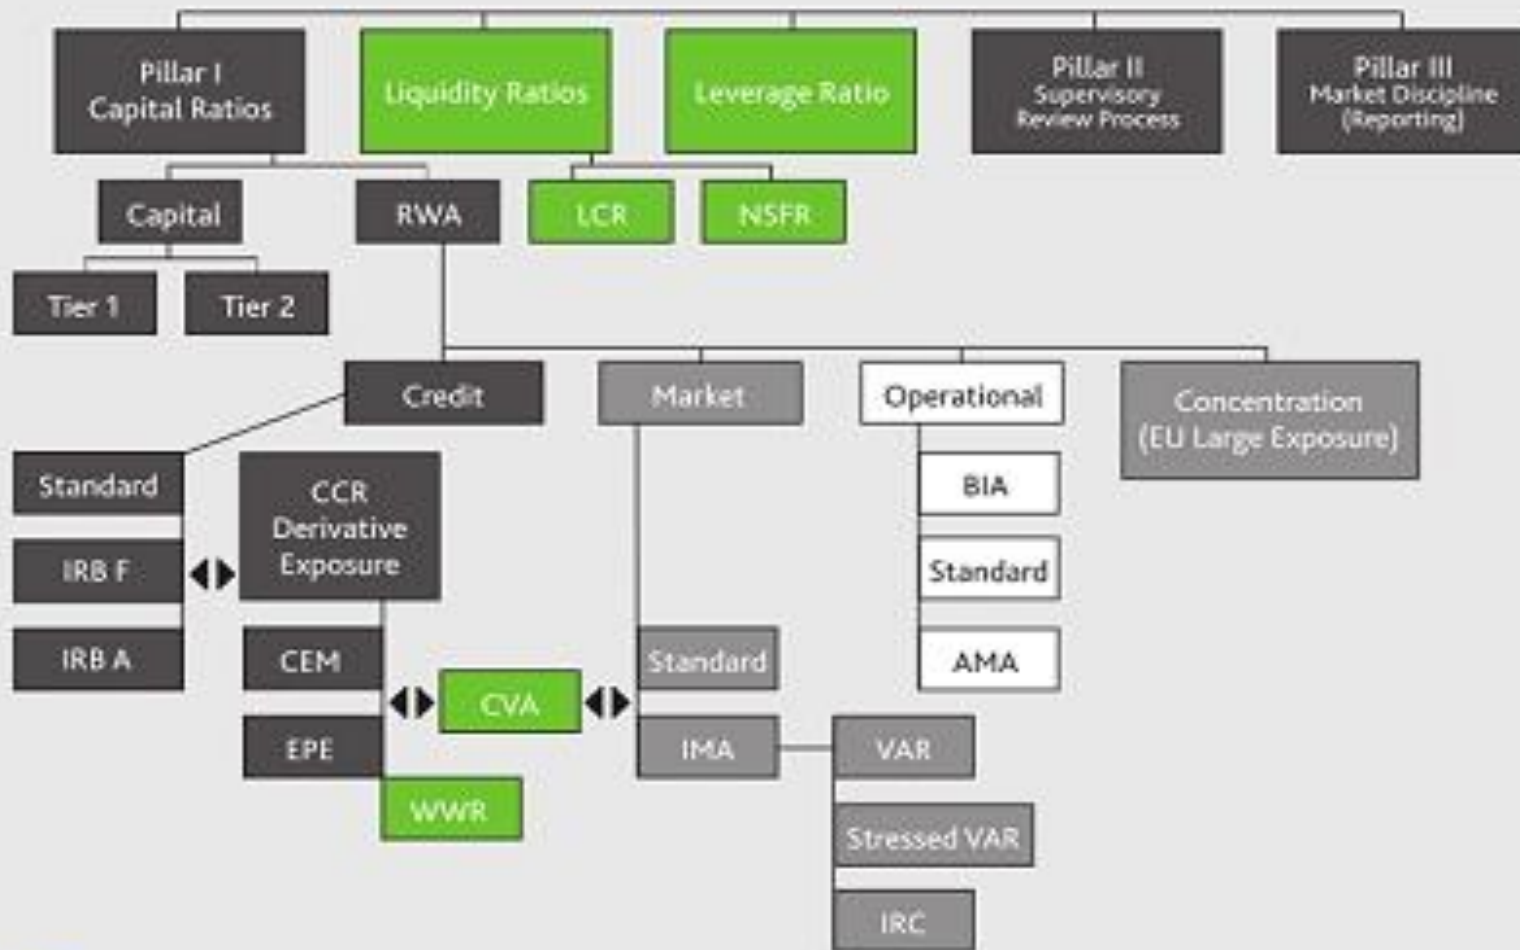 Pillar I
Capital Ratios
Liquidity Ratios
Leverage Ratio
Pillar II
Supervisory
Review Process
Pillar III
Market Discipline
(Reporting)
Capital
RWA
LCR
NSFR
Tier 1
Tier 2
Credit
Market
Operational
Concentration
(EU Large Exposure)
Standard
CCR
Derivative
Exposure
BIA
IRB F
Standard
IRB A
CEM
Standard
AMA
CVA
EPE
IMA
VAR
WWR
Stressed VAR
IRC